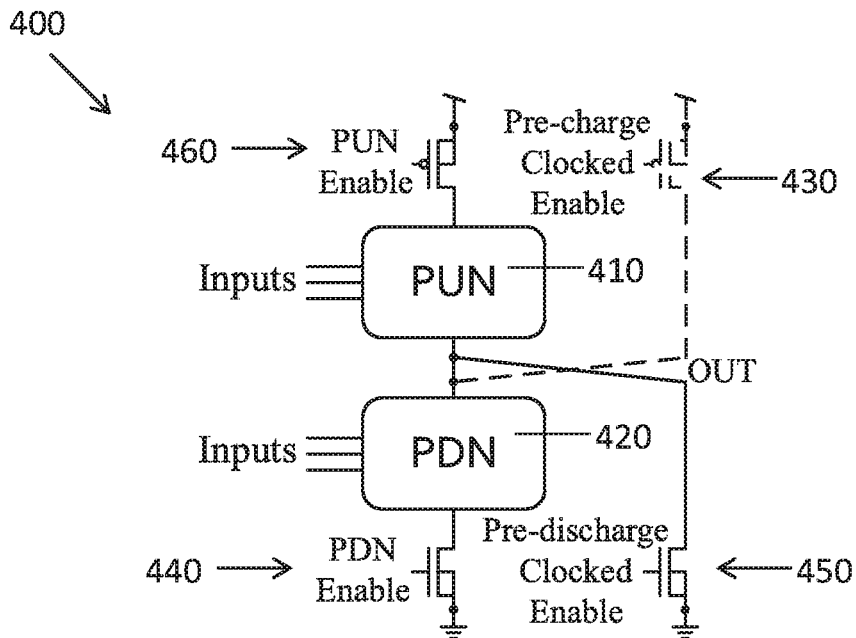 400
460
PUN
Enable
Pre-charge
Clocked
Enable
430
Inputs
PUN
410
OUT
Inputs
PDN
420
440
PDN
Enable
Pre-discharge
Clocked
Enable
450